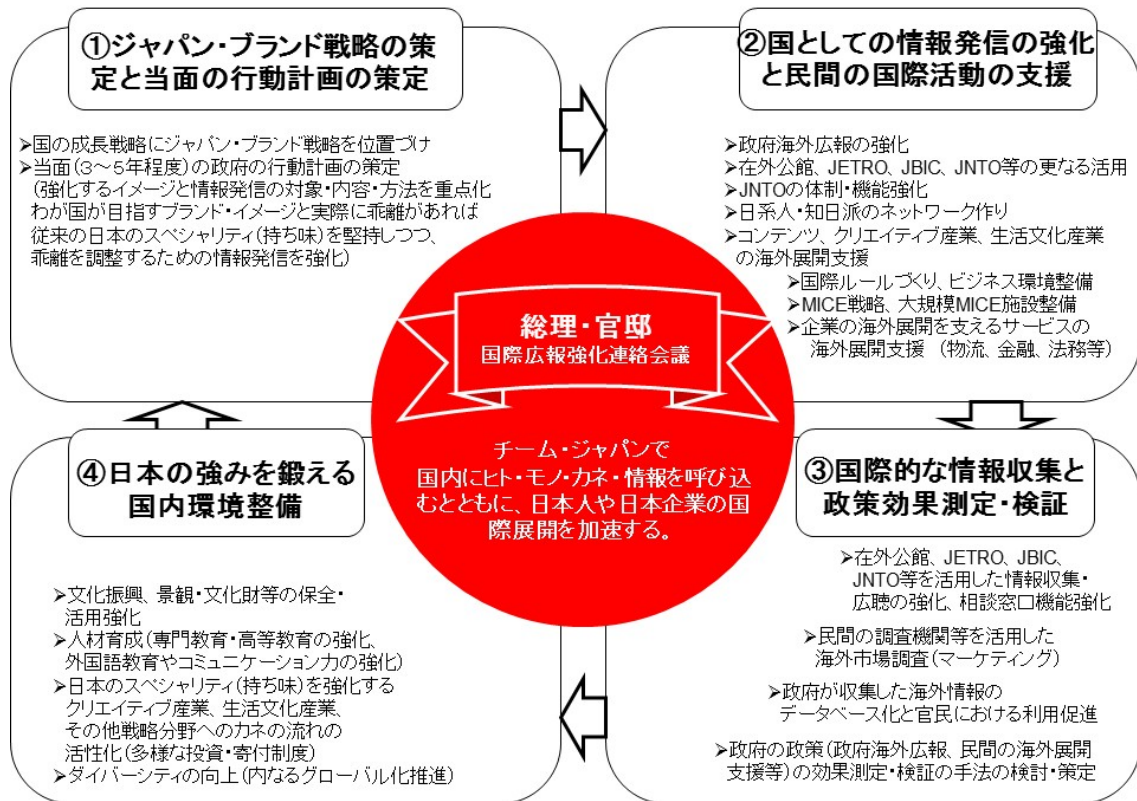 ①ジャパン・ブランド戦略の策
定と当面の行動計画の策定
➢国の成長戦略にジャパン・ブランド戦略を位置づけ
➢当面(3～5年程度)の政府の行動計画の策定
(強化するイメージと情報発信の対象・内容・方法を重点化
わが国が目指すブランド・イメージと実際に乖離があれば
従来の日本のスペシャリティ(持ち味)を堅持しつつ、
乖離を調整するための情報発信を強化)
②国としての情報発信の強化
と民間の国際活動の支援
➢政府海外広報の強化
➢在外公館、JETRO、JBIC、JNTO等の更なる活用
➢JNTOの体制・機能強化
➢日系人・知日派のネットワーク作り
➢コンテンツ、クリエイティブ産業、生活文化産業
の海外展開支援
➢国際ルールづくり、ビジネス環境整備
➢MICE戦略、大規模MICE施設整備
➢企業の海外展開を支えるサービスの
海外展開支援 (物流、金融、法務等)
総理・官邸
国際広報強化連絡会議
チーム・ジャパンで
国内にヒト・モノ・カネ・情報を呼び込
むとともに、日本人や日本企業の国
際展開を加速する。
③国際的な情報収集と
政策効果測定・検証
➢在外公館、JETRO、JBIC、
JNTO等を活用した情報収集・
広聴の強化、相談窓口機能強化
➢民間の調査機関等を活用した
海外市場調査(マーケティング)
➢政府が収集した海外情報の
データベース化と官民における利用促進
➢政府の政策(政府海外広報、民間の海外展開
支援等)の効果測定・検証の手法の検討・策定
④日本の強みを鍛える
国内環境整備
➢文化振興、景観・文化財等の保全・
活用強化
➢人材育成(専門教育・高等教育の強化、
外国語教育やコミュニケーション力の強化)
➢日本のスペシャリティ(持ち味)を強化する
クリエイティブ産業、生活文化産業、
その他戦略分野へのカネの流れの
活性化(多様な投資・寄付制度)
➢ダイバーシティの向上(内なるグローバル化推進)